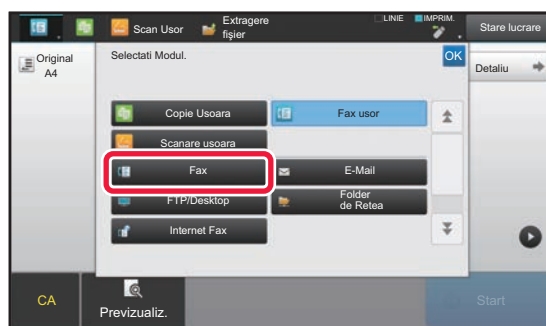 Scan Usor
Extragere
fișier
LINIE
IMPRIM.
Stare lucrare
Original
A4
Selectati Modul.
OK
Detaliu
Copie Usoara
Fax usor
Scanare usoara
Fax
E-Mail
FTP/Desktop
Folder
de Retea
Internet Fax
CA
Previzualiz.
Start